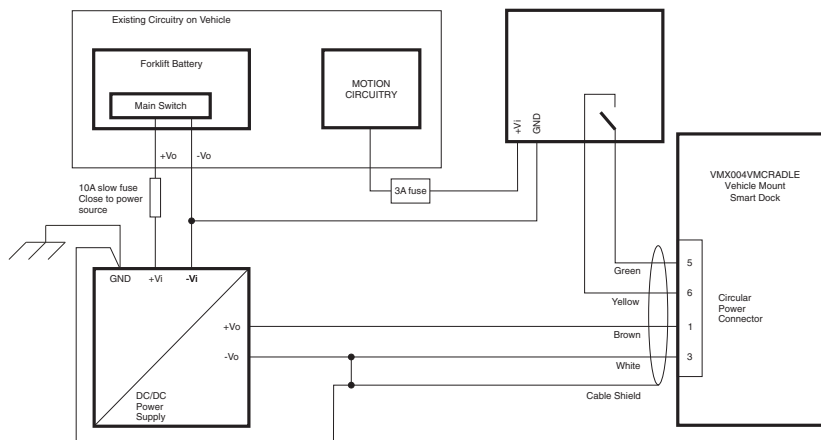 Existing Circuitry on Vehicle
Forklift Battery
Main Switch
MOTION
CIRCUITRY
+Vi
GND
+Vo
-Vo
10A slow fuse
Close to power
source
3A fuse
VMX004VMCRADLE
Vehicle Mount
Smart Dock
GND
+Vi
-Vi
Green
5
Yellow
6
Circular
Power
Connector
+Vo
Brown
1
-Vo
White
3
DC/DC
Power
Supply
Cable Shield